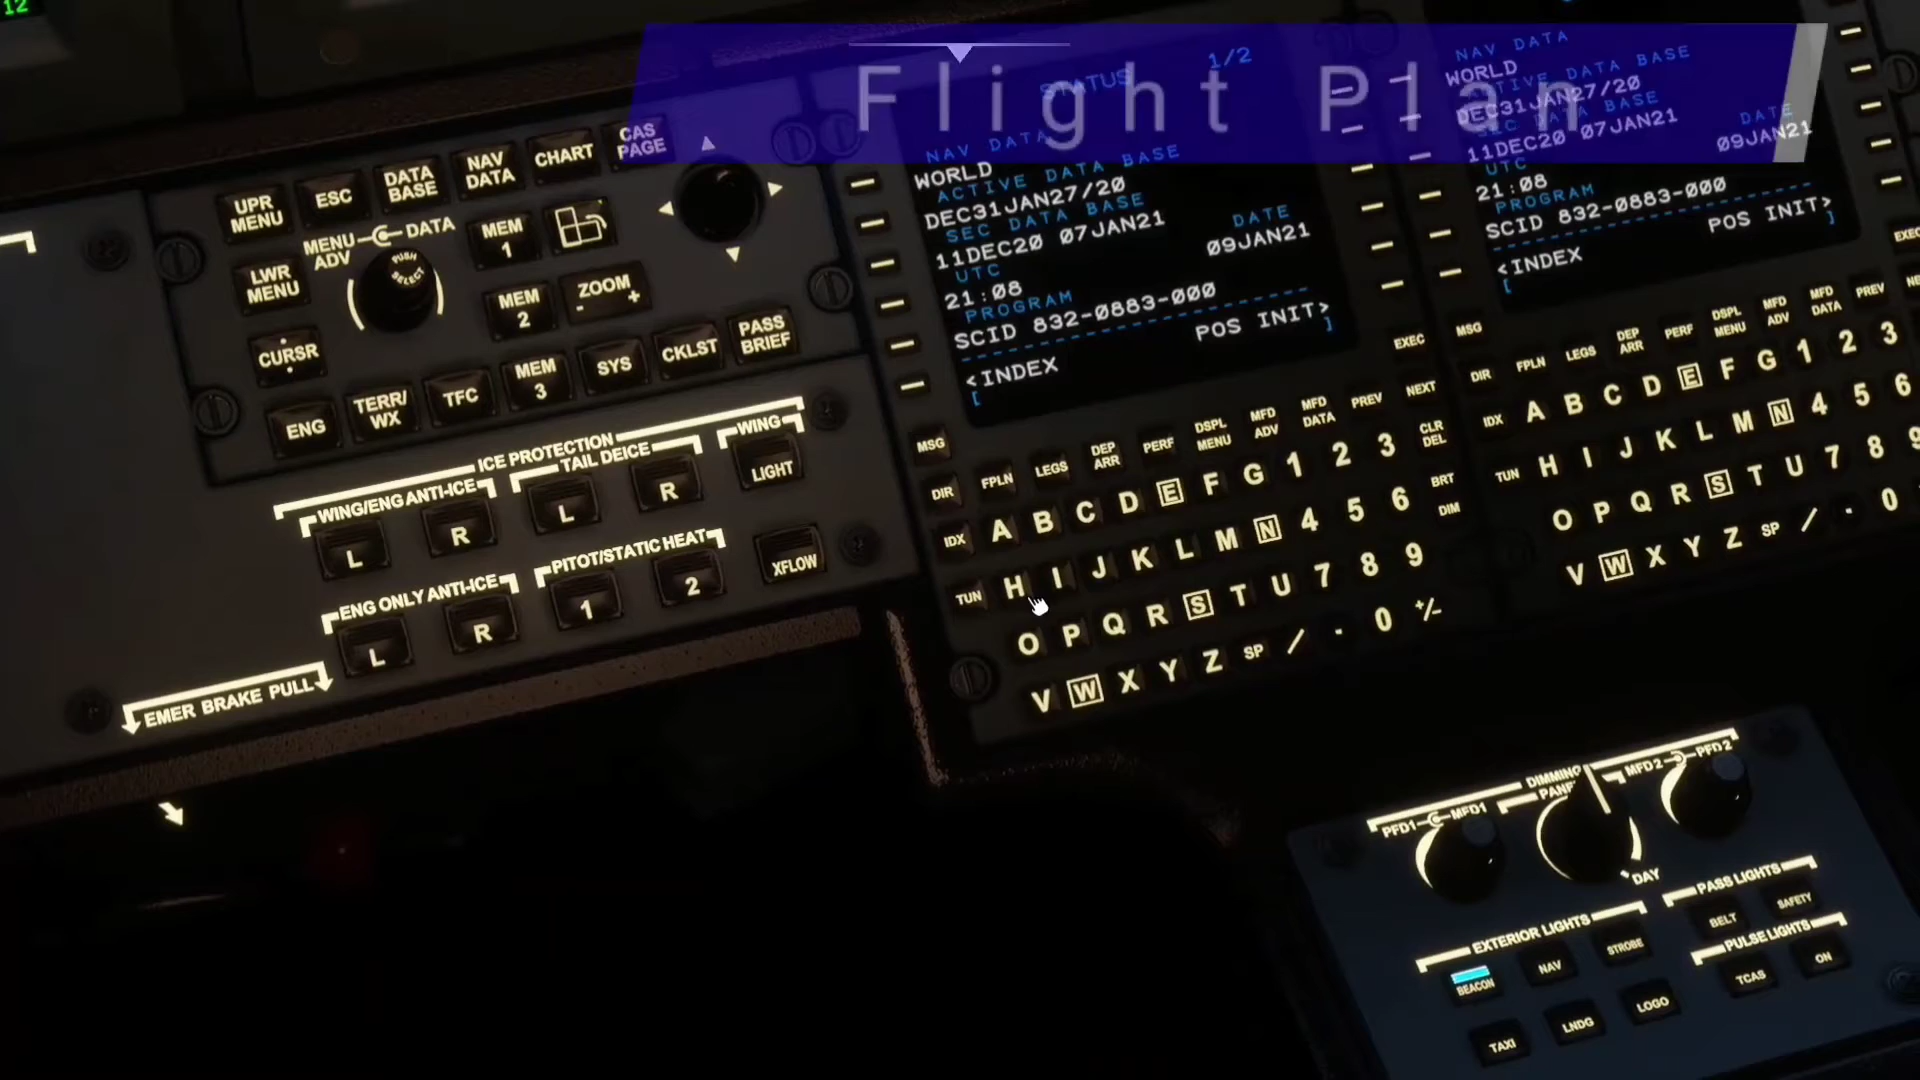 12
Flight Plan
STATUS 1/2
NAV DATA
WORLD
ACTIVE DATA BASE
DEC31JAN27/20
SEC DATA BASE
11DEC20 07JAN21
UTC DATE
21:08 09JAN21
PROGRAM
SCID 832-0883-000
<INDEX POS INIT>
[ ]
NAV DATA
WORLD
ACTIVE DATA BASE
DEC31JAN27/20
SEC DATA BASE
11DEC20 07JAN21
UTC DATE
21:08 09JAN21
PROGRAM
SCID 832-0883-000
<INDEX POS INIT>
[ ]
UPR MENU
ESC
DATA BASE
NAV DATA
CHART
CAS PAGE
MENU ADV
DATA
PUSH SELECT
MEM 1
LWR MENU
MEM 2
ZOOM
- +
CURSR
ENG
TERR/ WX
TFC
MEM 3
SYS
CKLST
PASS BRIEF
ICE PROTECTION
WING/ENG ANTI-ICE
L
R
TAIL DEICE
L
R
WING
LIGHT
ENG ONLY ANTI-ICE
L
R
PITOT/STATIC HEAT
1
2
XFLOW
EMER BRAKE PULL
MSG
EXEC
DIR FPLN LEGS DEP ARR PERF DSPL MENU MFD ADV MFD DATA PREV NEXT
IDX A B C D E F G 1 2 3 CLR DEL
TUN H I J K L M N 4 5 6 BRT DIM
O P Q R S T U 7 8 9
V W X Y Z SP / . 0 +/-
MSG
EXEC
DIR FPLN LEGS DEP ARR PERF DSPL MENU MFD ADV MFD DATA PREV
IDX A B C D E F G 1 2 3
TUN H I J K L M N 4 5 6
O P Q R S T U 7 8 9
V W X Y Z SP / . 0
DIMMING
PFD1 MFD1
MFD2 PFD2
DAY
EXTERIOR LIGHTS
BEACON
NAV
STROBE
TAXI
LNDG
LOGO
PASS LIGHTS
BELT
SAFETY
PULSE LIGHTS
TCAS
ON